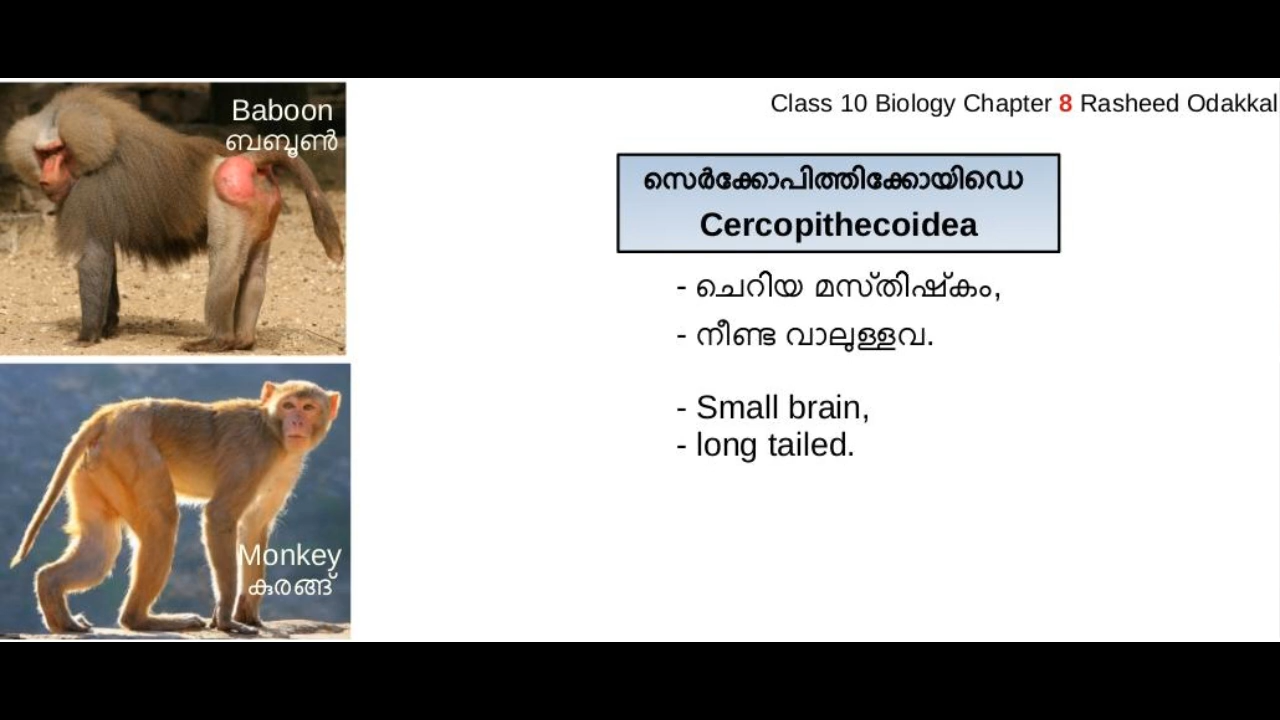 Class 10 Biology Chapter 8 Rasheed Odakkal
Baboon
ബബൂൺ
സെർക്കോപിത്തിക്കോയിഡെ
Cercopithecoidea
- ചെറിയ മസ്തിഷ്കം,
- നീണ്ട വാലുള്ളവ.
- Small brain,
- long tailed.
Monkey
കുരങ്ങ്